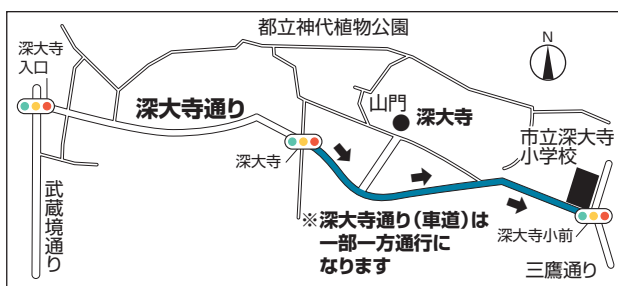 都立神代植物公園
深大寺
入口
N
深大寺通り
山門
深大寺
市立深大寺
小学校
深大寺
武蔵境通り
※深大寺通り(車道)は
一部一方通行に
なります
深大寺小前
三鷹通り